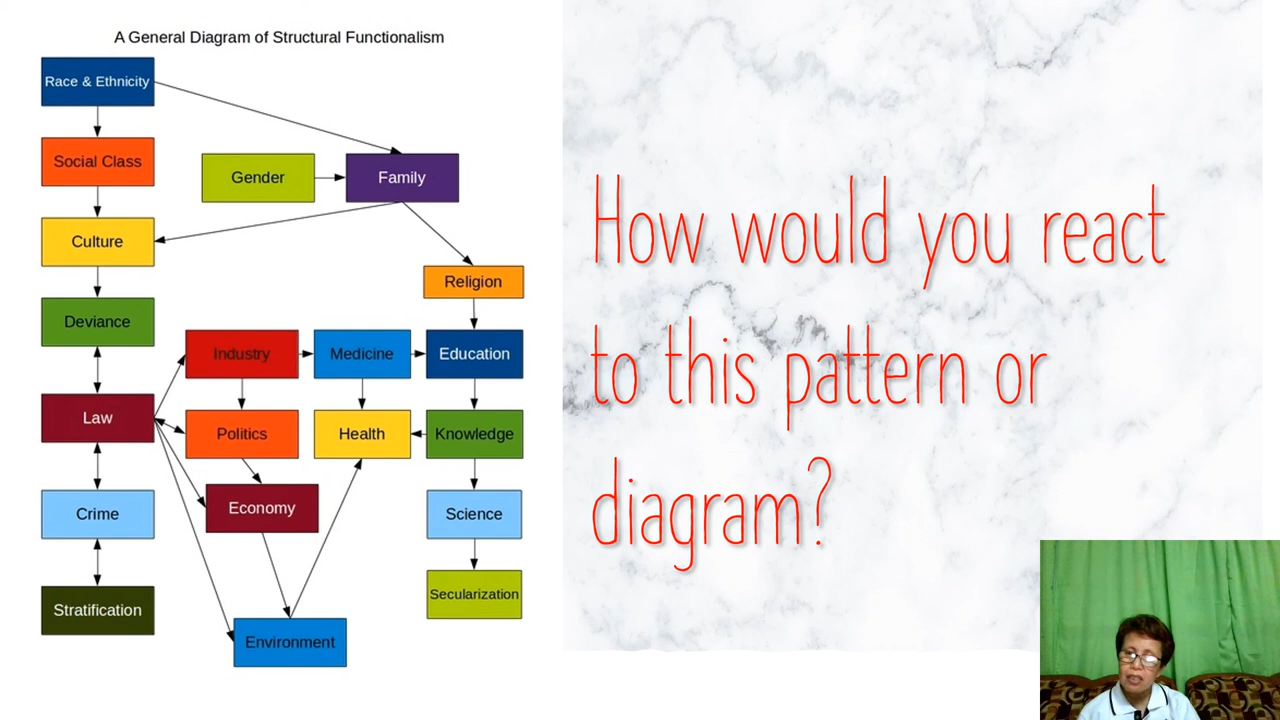 A General Diagram of Structural Functionalism
Race & Ethnicity
Social Class
Gender
Family
Culture
Religion
Deviance
Industry
Medicine
Education
Law
Politics
Health
Knowledge
Economy
Crime
Science
Stratification
Secularization
Environment
How would you react
to this pattern or
diagram?